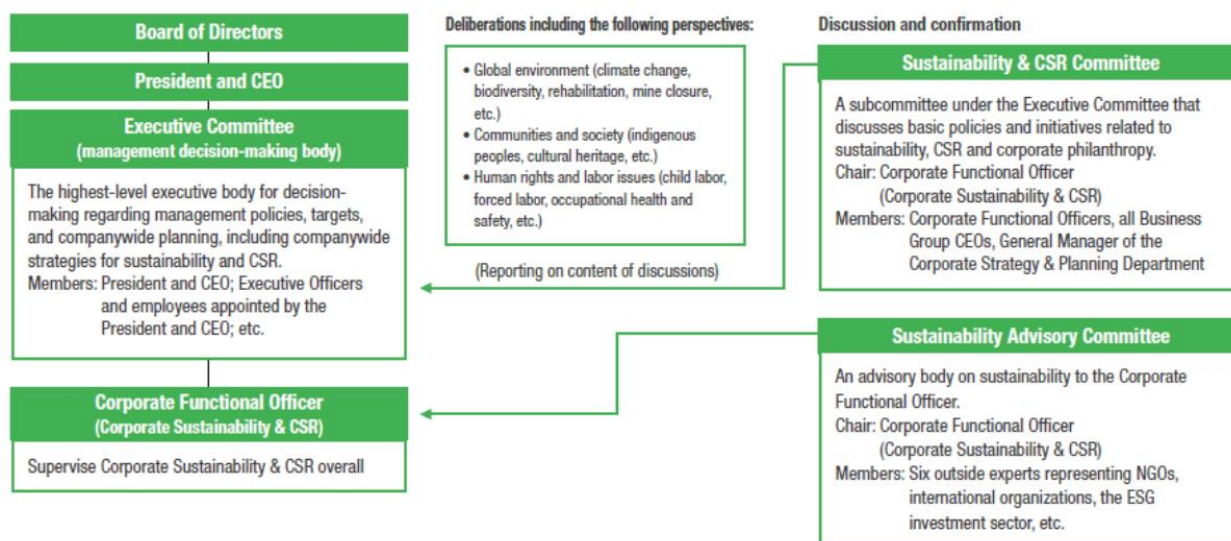 Board of Directors
President and CEO
Executive Committee
(management decision-making body)
The highest-level executive body for decision-
making regarding management policies, targets,
and companywide planning, including companywide
strategies for sustainability and CSR.
Members: President and CEO; Executive Officers
and employees appointed by the
President and CEO; etc.
Corporate Functional Officer
(Corporate Sustainability & CSR)
Supervise Corporate Sustainability & CSR overall
Deliberations including the following perspectives:
• Global environment (climate change,
biodiversity, rehabilitation, mine closure,
etc.)
• Communities and society (indigenous
peoples, cultural heritage, etc.)
• Human rights and labor issues (child labor,
forced labor, occupational health and
safety, etc.)
(Reporting on content of discussions)
Discussion and confirmation
Sustainability & CSR Committee
A subcommittee under the Executive Committee that
discusses basic policies and initiatives related to
sustainability, CSR and corporate philanthropy.
Chair: Corporate Functional Officer
(Corporate Sustainability & CSR)
Members: Corporate Functional Officers, all Business
Group CEOs, General Manager of the
Corporate Strategy & Planning Department
Sustainability Advisory Committee
An advisory body on sustainability to the Corporate
Functional Officer.
Chair: Corporate Functional Officer
(Corporate Sustainability & CSR)
Members: Six outside experts representing NGOs,
international organizations, the ESG
investment sector, etc.